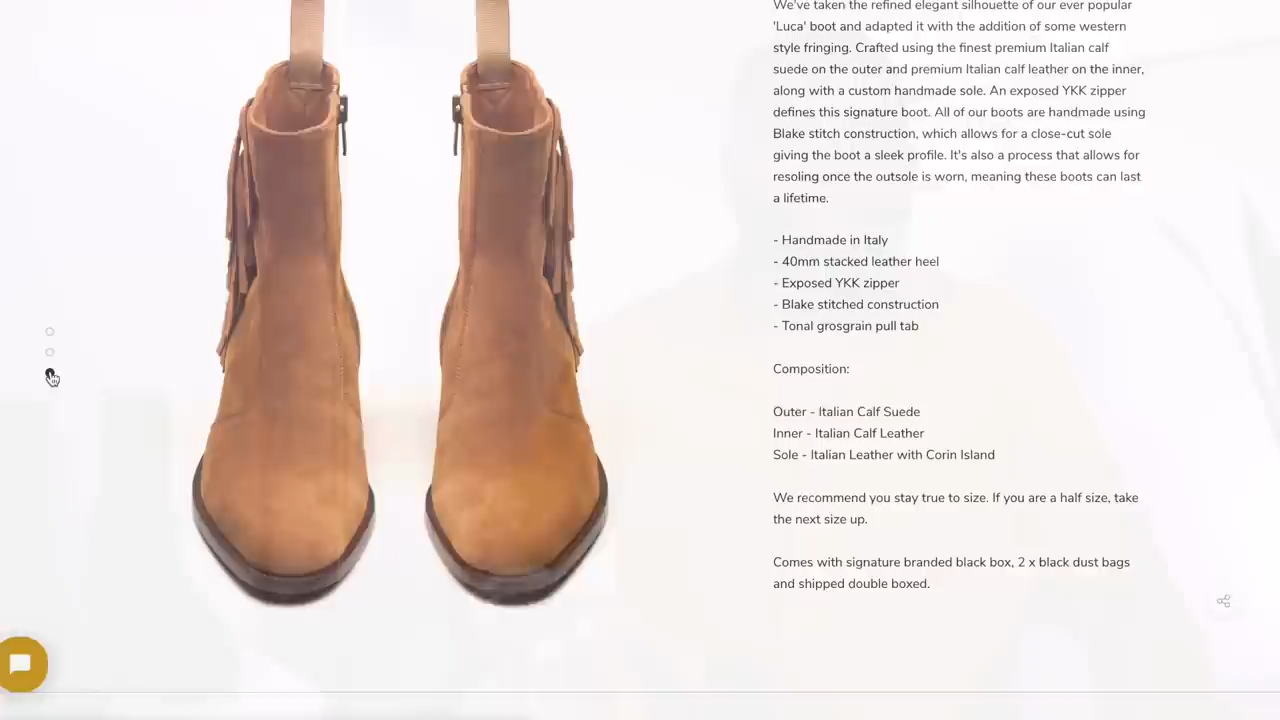 We've taken the refined elegant silhouette of our ever popular
'Luca' boot and adapted it with the addition of some western
style fringing. Crafted using the finest premium Italian calf
suede on the outer and premium Italian calf leather on the inner,
along with a custom handmade sole. An exposed YKK zipper
defines this signature boot. All of our boots are handmade using
Blake stitch construction, which allows for a close-cut sole
giving the boot a sleek profile. It's also a process that allows for
resoling once the outsole is worn, meaning these boots can last
a lifetime.
- Handmade in Italy
- 40mm stacked leather heel
- Exposed YKK zipper
- Blake stitched construction
- Tonal grosgrain pull tab
Composition:
Outer - Italian Calf Suede
Inner - Italian Calf Leather
Sole - Italian Leather with Corin Island
We recommend you stay true to size. If you are a half size, take
the next size up.
Comes with signature branded black box, 2 x black dust bags
and shipped double boxed.